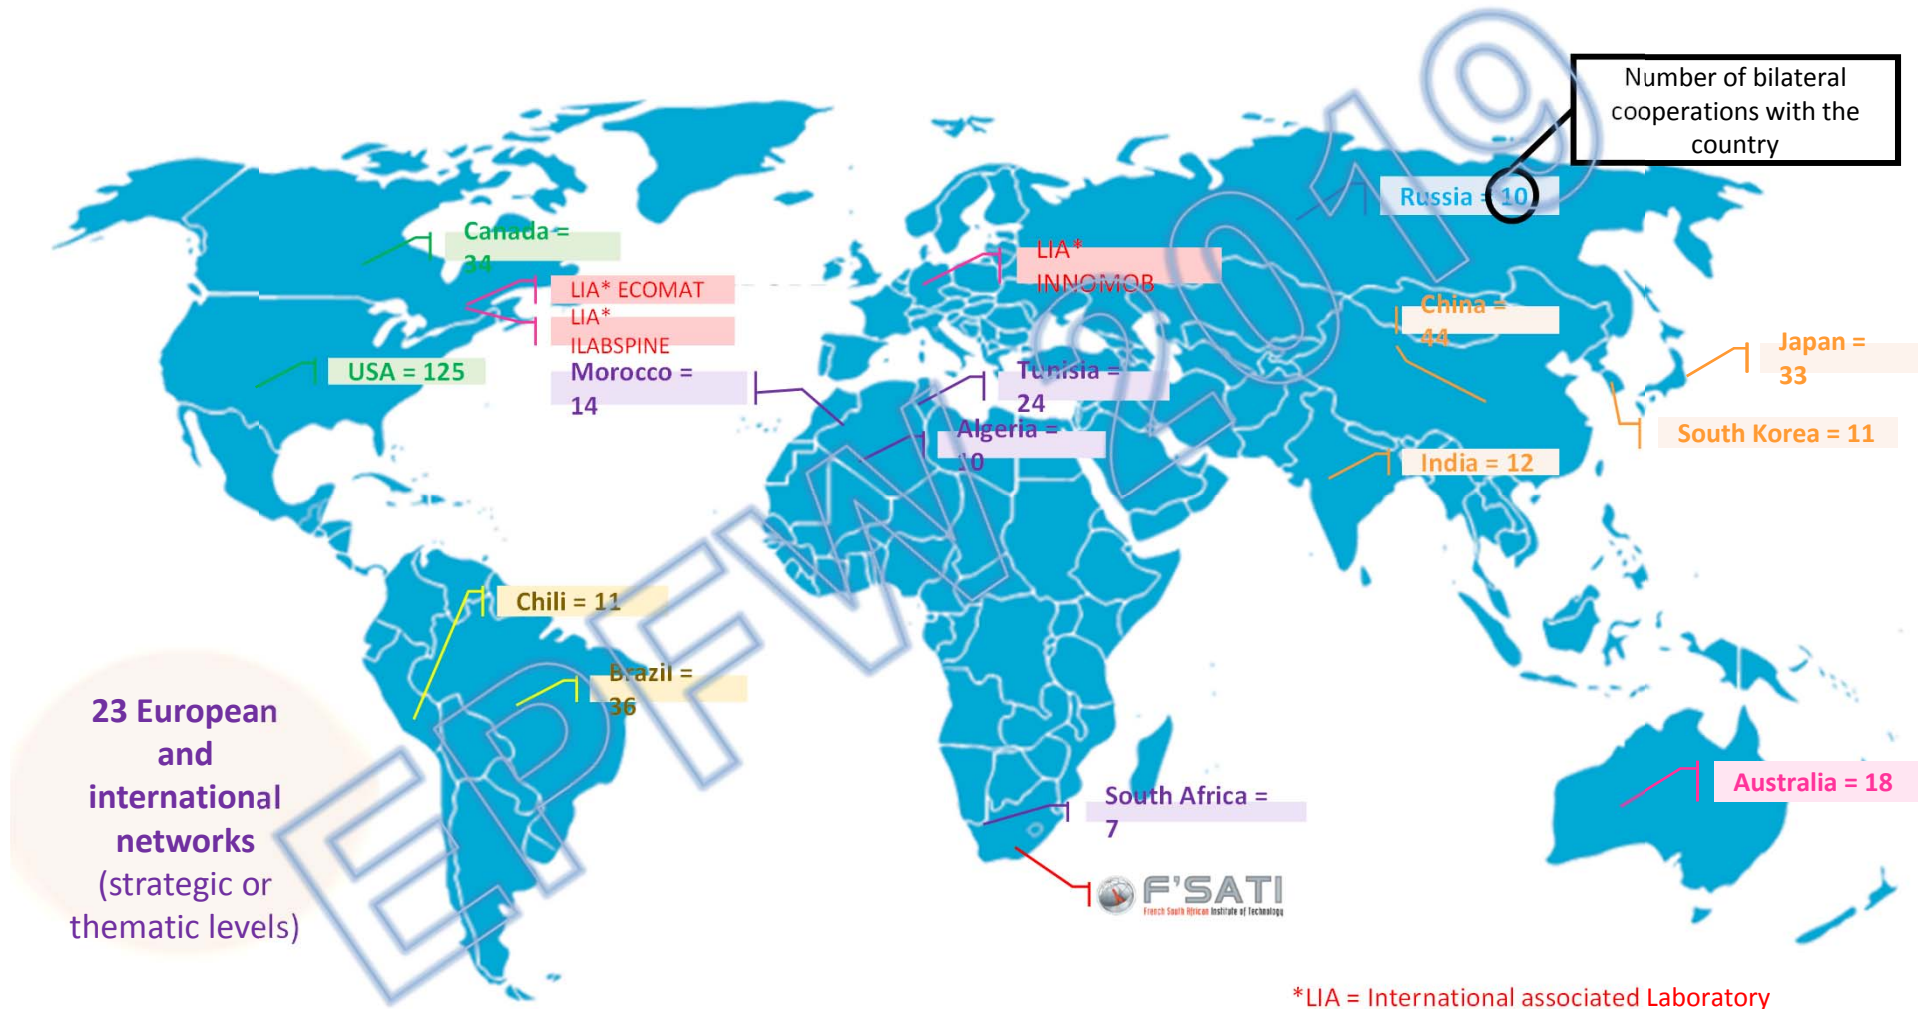 Number of bilateral
cooperations with the
country
Russia = 10
Canada =
34
LIA*
INNOMOB
LIA* ECOMAT
LIA*
ILABSPINE
China =
44
Japan =
33
USA = 125
Morocco =
14
Tunisia =
24
Algeria =
10
South Korea = 11
India = 12
Chili = 11
Brazil =
36
23 European
and
international
networks
(strategic or
thematic levels)
Australia = 18
South Africa =
7
F'SATI
French South African Institute of Technology
*LIA = International associated Laboratory
EPFW 2019